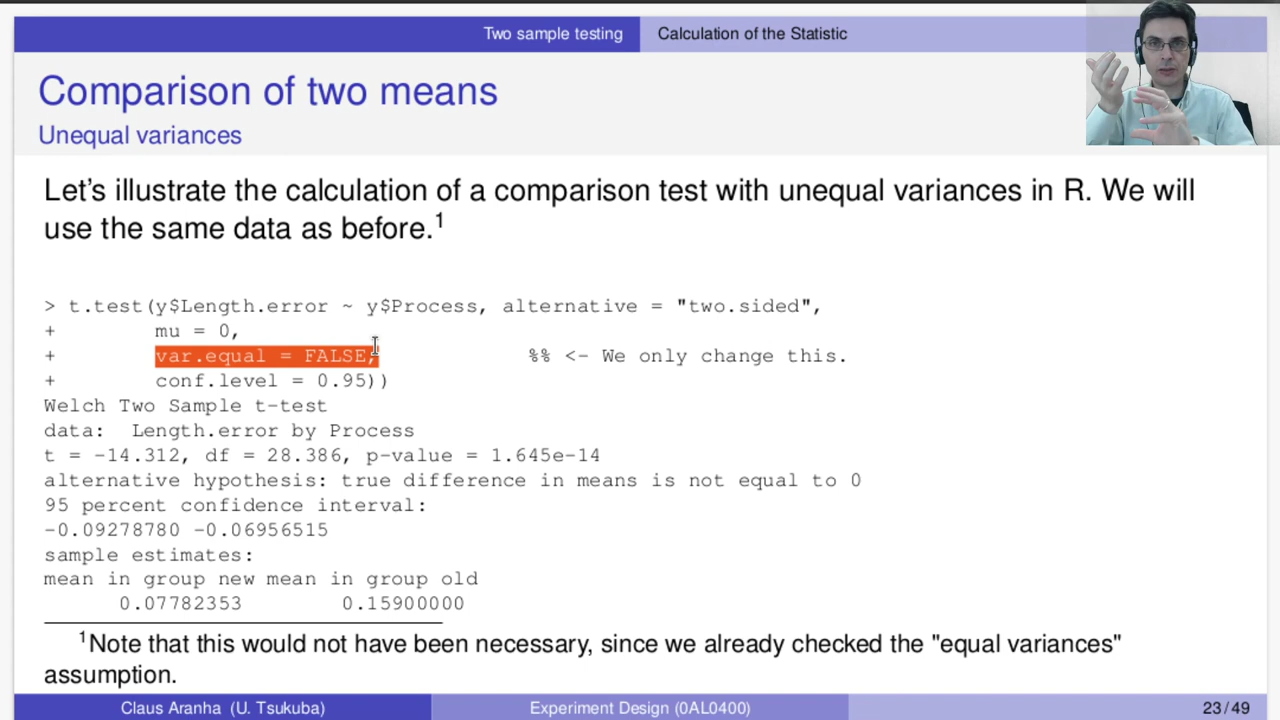 Two sample testing
Calculation of the Statistic
Comparison of two means
Unequal variances
Let's illustrate the calculation of a comparison test with unequal variances in R. We will
use the same data as before.1
> t.test(y$Length.error ~ y$Process, alternative = "two.sided",
+ mu = 0,
+ var.equal = FALSE, %% <- We only change this.
+ conf.level = 0.95))
Welch Two Sample t-test
data: Length.error by Process
t = -14.312, df = 28.386, p-value = 1.645e-14
alternative hypothesis: true difference in means is not equal to 0
95 percent confidence interval:
-0.09278780 -0.06956515
sample estimates:
mean in group new mean in group old
0.07782353 0.15900000
1Note that this would not have been necessary, since we already checked the "equal variances"
assumption.
Claus Aranha (U. Tsukuba)
Experiment Design (0AL0400)
23/49